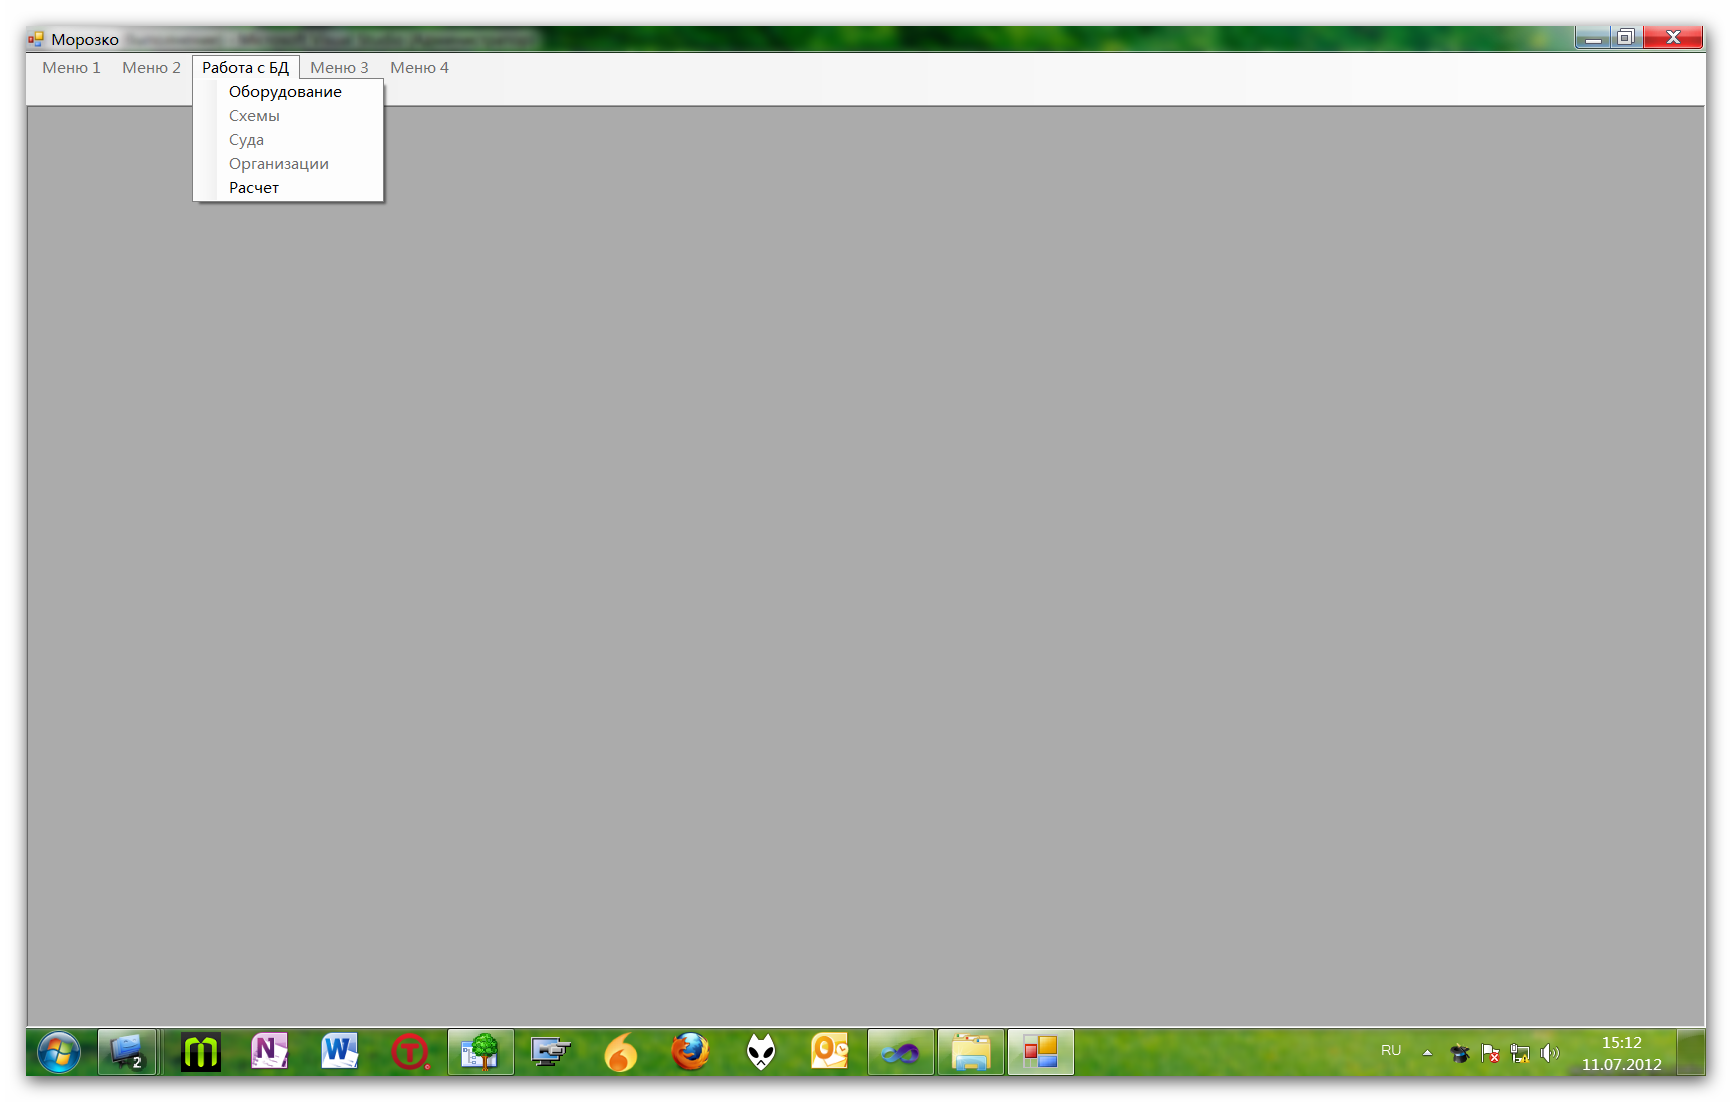 Морозко
Меню 1 Меню 2 Работа с БД Меню 3 Меню 4
Оборудование
Схемы
Суда
Организации
Расчет
2
RU
15:12
11.07.2012